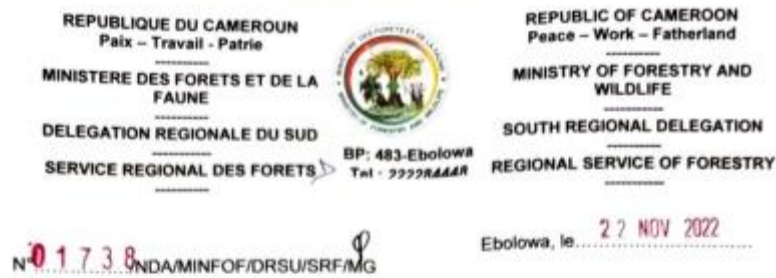 REPUBLIQUE DU CAMEROUN
Paix – Travail - Patrie
-----------
MINISTERE DES FORETS ET DE LA
FAUNE
-----------
DELEGATION REGIONALE DU SUD
-----------
SERVICE REGIONAL DES FORETS
-----------
BP: 483-Ebolowa
Tel :
REPUBLIC OF CAMEROON
Peace – Work – Fatherland
-----------
MINISTRY OF FORESTRY AND
WILDLIFE
-----------
SOUTH REGIONAL DELEGATION
-----------
REGIONAL SERVICE OF FORESTRY
-----------
N° 01738 NDA/MINFOF/DRSU/SRF/MG
Ebolowa, le 22 NOV 2022